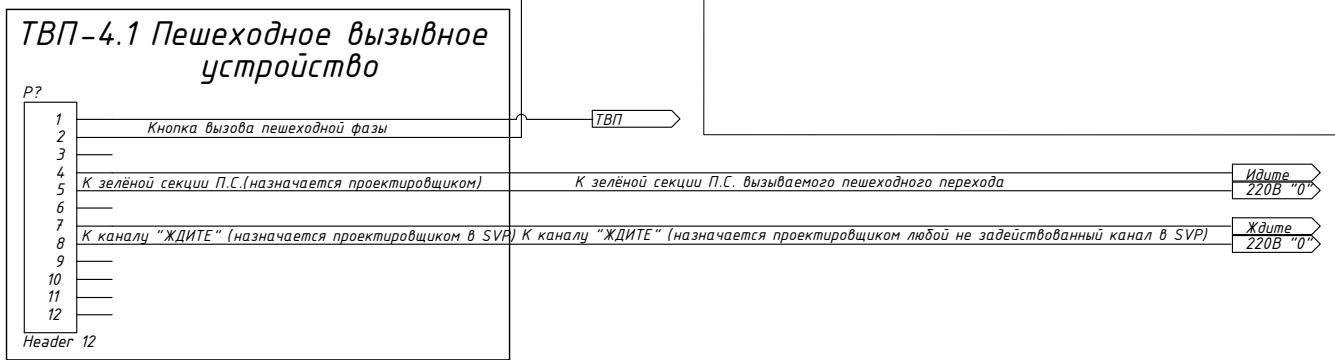 ТВП-4.1 Пешеходное вызывное
устройство
P?
1
Кнопка вызова пешеходной фазы
ТВП
2
3
4
Идите
К зелёной секции П.С.(назначается проектировщиком)
К зелёной секции П.С. вызываемого пешеходного перехода
5
220В "0"
6
7
Ждите
К каналу "ЖДИТЕ" (назначается проектировщиком в SVP)
К каналу "ЖДИТЕ" (назначается проектировщиком любой не задействованный канал в SVP)
8
220В "0"
9
10
11
12
Header 12